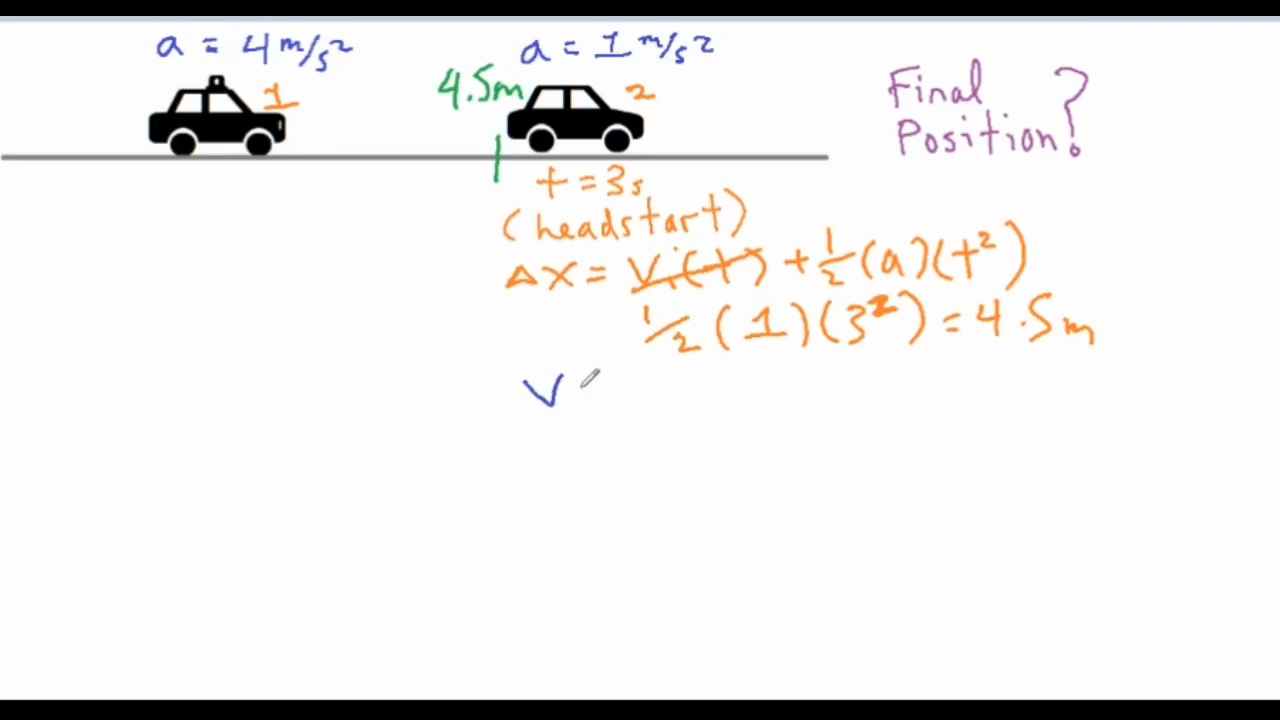 a = 4 m/s² a = 1 m/s²
4.5m
1 2
Final
Position?
t = 3s
(headstart)
Δx = Vᵢ(t) + ½(a)(t²)
½(1)(3²) = 4.5m
V